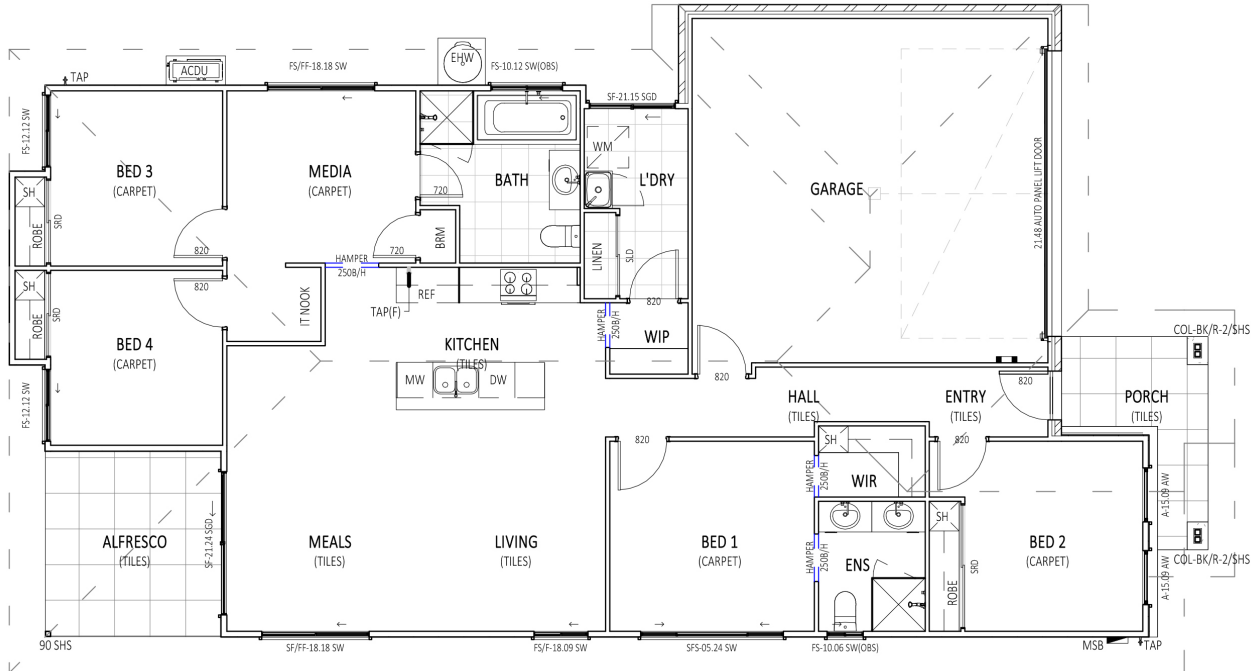 EHW
FS/FF-18.18 SW
FS-10.12 SW(OBS)
ACDU
TAP
SF-21.15 SGD
FS-12.12 SW
BED 3
(CARPET)
MEDIA
(CARPET)
BATH
WM
L'DRY
GARAGE
21.48 AUTO PANEL LIFT DOOR
SH
ROBE
SRD
820
720
720
BRM
LINEN
SLD
HAMPER
250B/H
SH
ROBE
SRD
820
IT NOOK
REF
TAP(F)
820
HAMPER
250B/H
WIP
COL-BK/R-2/SHS
BED 4
(CARPET)
KITCHEN
(TILES)
MW
DW
820
820
FS-12.12 SW
HALL
(TILES)
ENTRY
(TILES)
PORCH
(TILES)
820
820
SH
HAMPER
250B/H
WIR
A-15.09 AW
SF-21.24 SGD
ALFRESCO
(TILES)
MEALS
(TILES)
LIVING
(TILES)
BED 1
(CARPET)
HAMPER
250B/H
ENS
SH
ROBE
SRD
BED 2
(CARPET)
COL-BK/R-2/SHS
A-15.09 AW
90 SHS
SF/FF-18.18 SW
FS/F-18.09 SW
SFS-05.24 SW
FS-10.06 SW(OBS)
MSB
TAP